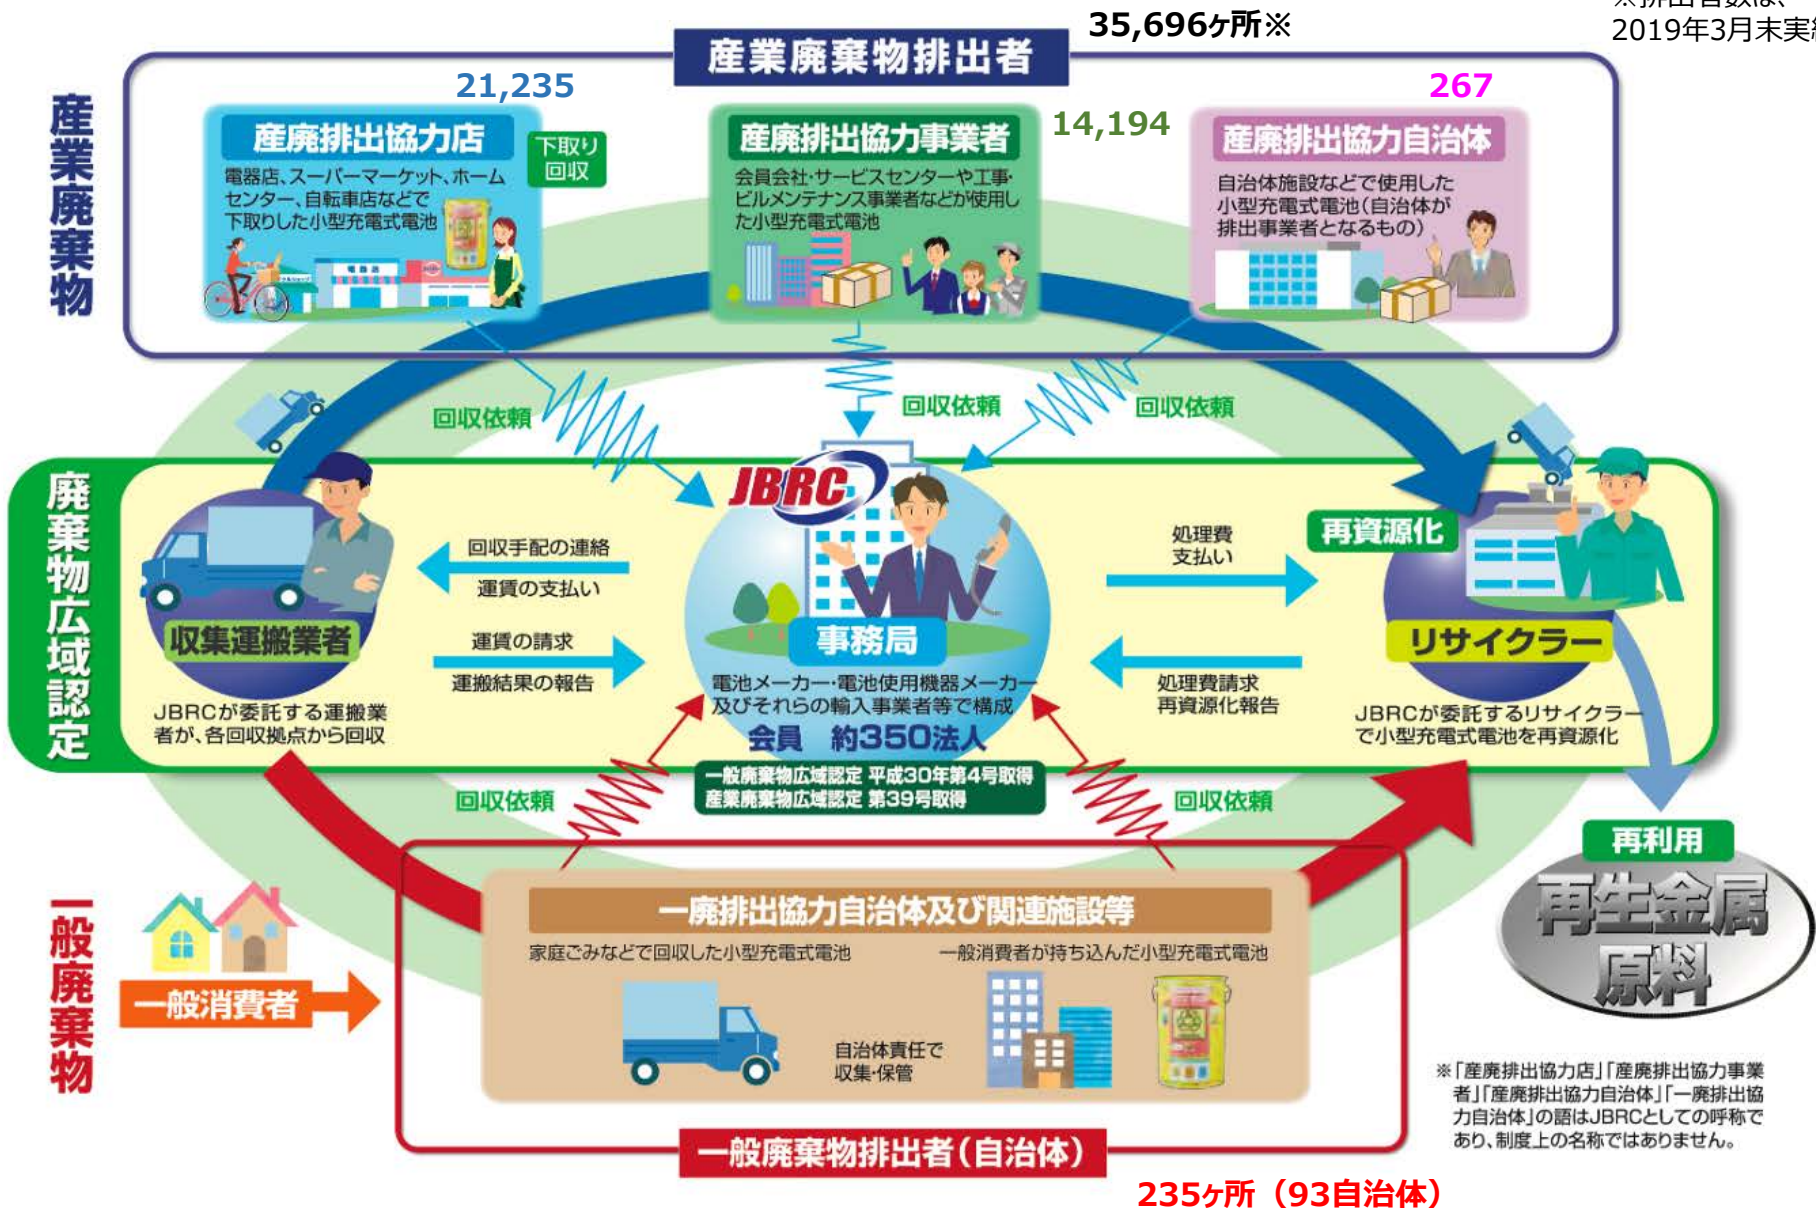 ※排出者数は、
2019年3月末実
35,696ヶ所※
産業廃棄物排出者
産業廃棄物
21,235
産廃排出協力店
下取り
回収
電器店、スーパーマーケット、ホーム
センター、自転車店などで
下取りした小型充電式電池
14,194
産廃排出協力事業者
会員会社・サービスセンターや工事・
ビルメンテナンス事業者などが使用し
た小型充電式電池
267
産廃排出協力自治体
自治体施設などで使用した
小型充電式電池(自治体が
排出事業者となるもの)
電器店
回収依頼
回収依頼
回収依頼
廃棄物広域認定
収集運搬業者
JBRCが委託する運搬業
者が、各回収拠点から回収
回収手配の連絡
運賃の支払い
運賃の請求
運搬結果の報告
JBRC
事務局
電池メーカー・電池使用機器メーカー
及びそれらの輸入事業者等で構成
会員 約350法人
一般廃棄物広域認定 平成30年第4号取得
産業廃棄物広域認定 第39号取得
処理費
支払い
処理費請求
再資源化報告
再資源化
リサイクラー
JBRCが委託するリサイクラー
で小型充電式電池を再資源化
回収依頼
回収依頼
再利用
再生金属
原料
一般廃棄物
一般消費者
一廃排出協力自治体及び関連施設等
家庭ごみなどで回収した小型充電式電池
一般消費者が持ち込んだ小型充電式電池
自治体責任で
収集・保管
一般廃棄物排出者(自治体)
235ヶ所(93自治体)
※「産廃排出協力店」「産廃排出協力事業
者」「産廃排出協力自治体」「一廃排出協
力自治体」の語はJBRCとしての呼称で
あり、制度上の名称ではありません。